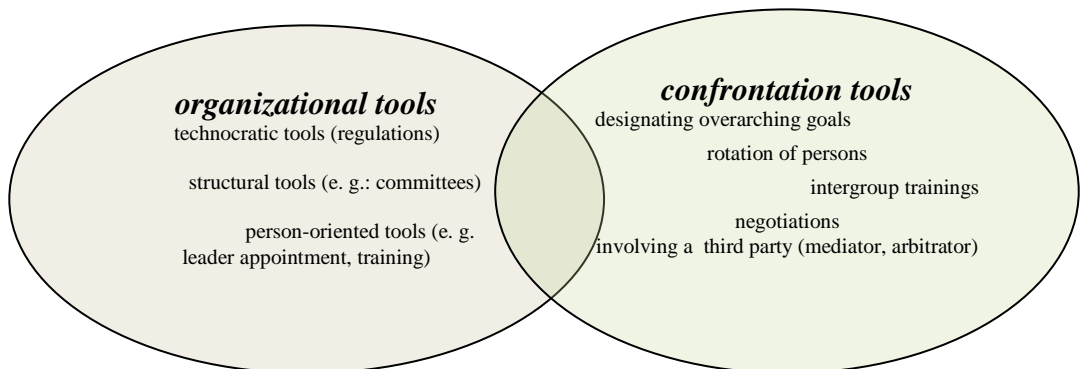 organizational tools
technocratic tools (regulations)
structural tools (e. g.: committees)
person-oriented tools (e. g.
leader appointment, training)
confrontation tools
designating overarching goals
rotation of persons
intergroup trainings
negotiations
involving a third party (mediator, arbitrator)